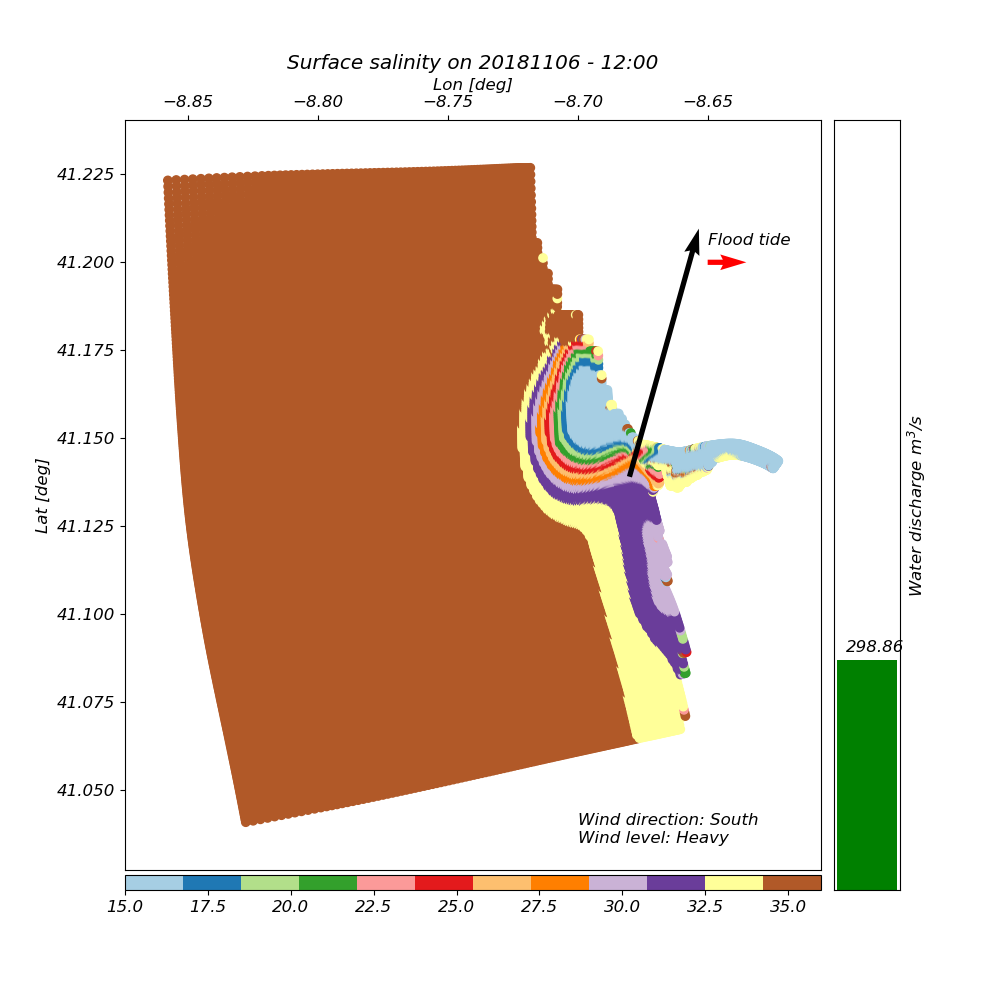 Surface salinity on 20181106 - 12:00
Lon [deg]
−8.85 −8.80 −8.75 −8.70 −8.65
41.225
41.200
41.175
41.150
41.125
41.100
41.075
41.050
Lat [deg]
Flood tide
Wind direction: South
Wind level: Heavy
298.86
Water discharge m³/s
15.0 17.5 20.0 22.5 25.0 27.5 30.0 32.5 35.0